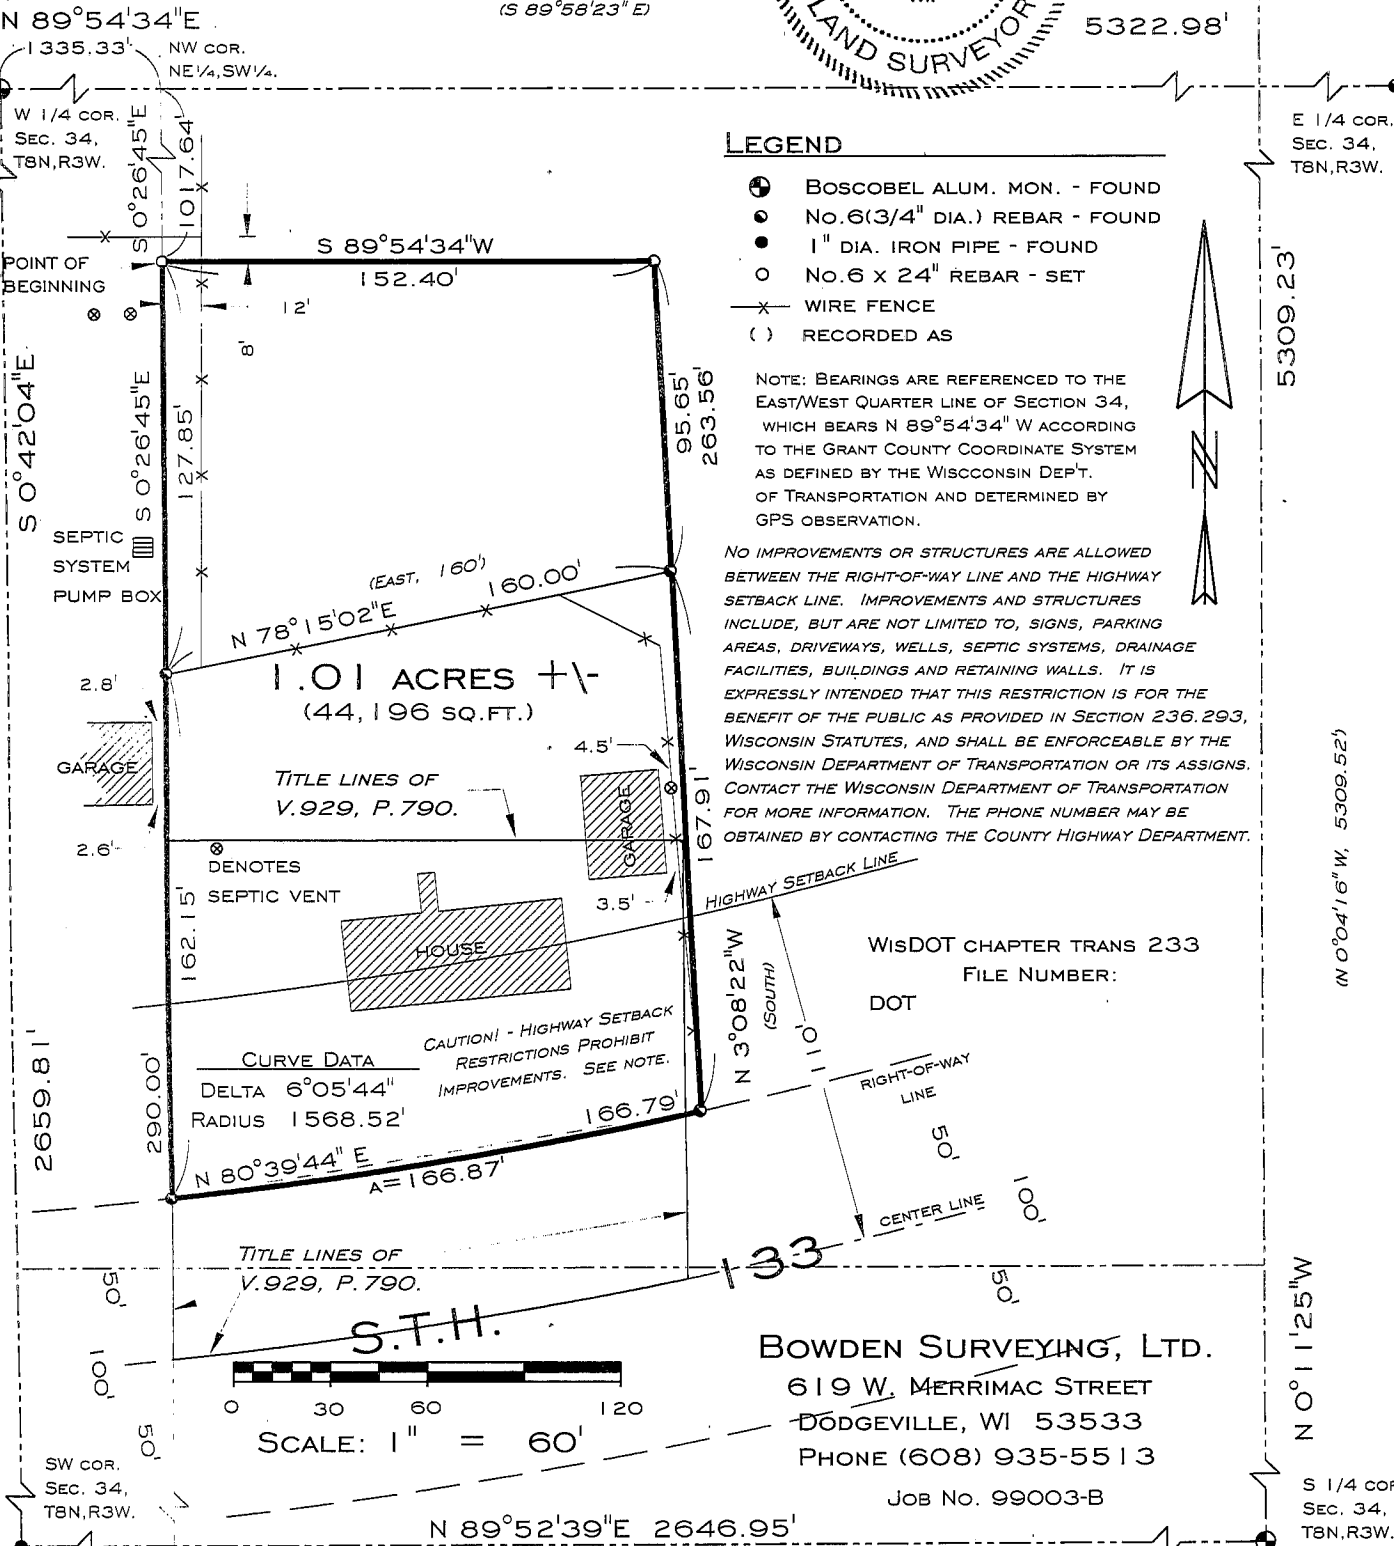 N 89°54'34"E
(S 89°58'23"E)
5322.98'
1335.33'
NW COR.
NE1/4,SW1/4.
LAND SURVEYOR
W 1/4 COR.
SEC. 34,
T8N,R3W.
S 0°26'45"E
1017.64'
E 1/4 COR.
SEC. 34,
T8N,R3W.
LEGEND
BOSCOBEL ALUM. MON. - FOUND
NO.6(3/4" DIA.) REBAR - FOUND
1" DIA. IRON PIPE - FOUND
NO.6 X 24" REBAR - SET
WIRE FENCE
( ) RECORDED AS
S 89°54'34"W
152.40'
POINT OF
BEGINNING
12'
8'
5309.23'
S 0°42'04"E
S 0°26'45"E
127.85'
95.65'
263.56'
NOTE: BEARINGS ARE REFERENCED TO THE
EAST/WEST QUARTER LINE OF SECTION 34,
WHICH BEARS N 89°54'34" W ACCORDING
TO THE GRANT COUNTY COORDINATE SYSTEM
AS DEFINED BY THE WISCCONSIN DEP'T.
OF TRANSPORTATION AND DETERMINED BY
GPS OBSERVATION.
N
SEPTIC
SYSTEM
PUMP BOX
(EAST, 160')
160.00'
N 78°15'02"E
NO IMPROVEMENTS OR STRUCTURES ARE ALLOWED
BETWEEN THE RIGHT-OF-WAY LINE AND THE HIGHWAY
SETBACK LINE. IMPROVEMENTS AND STRUCTURES
INCLUDE, BUT ARE NOT LIMITED TO, SIGNS, PARKING
AREAS, DRIVEWAYS, WELLS, SEPTIC SYSTEMS, DRAINAGE
FACILITIES, BUILDINGS AND RETAINING WALLS. IT IS
EXPRESSLY INTENDED THAT THIS RESTRICTION IS FOR THE
BENEFIT OF THE PUBLIC AS PROVIDED IN SECTION 236.293,
WISCONSIN STATUTES, AND SHALL BE ENFORCEABLE BY THE
WISCONSIN DEPARTMENT OF TRANSPORTATION OR ITS ASSIGNS.
CONTACT THE WISCONSIN DEPARTMENT OF TRANSPORTATION
FOR MORE INFORMATION. THE PHONE NUMBER MAY BE
OBTAINED BY CONTACTING THE COUNTY HIGHWAY DEPARTMENT.
1.01 ACRES +\-
(44,196 SQ.FT.)
2.8'
GARAGE
2.6'
TITLE LINES OF
V.929, P.790.
4.5'
GARAGE
3.5'
167.91'
DENOTES
SEPTIC VENT
162.15'
HOUSE
HIGHWAY SETBACK LINE
(N 0°04'16"W, 5309.52')
WISDOT CHAPTER TRANS 233
FILE NUMBER:
DOT
N 3°08'22"W
(SOUTH)
110'
CAUTION! - HIGHWAY SETBACK
RESTRICTIONS PROHIBIT
IMPROVEMENTS. SEE NOTE.
CURVE DATA
DELTA 6°05'44"
RADIUS 1568.52'
2659.81'
290.00'
166.79'
N 80°39'44" E
A=166.87'
RIGHT-OF-WAY
LINE
50'
100'
CENTER LINE
50'
TITLE LINES OF
V.929, P.790.
50'
100'
50'
S.T.H. 133
0 30 60 120
SCALE: 1" = 60'
BOWDEN SURVEYING, LTD.
619 W. MERRIMAC STREET
DODGEVILLE, WI 53533
PHONE (608) 935-5513
JOB NO. 99003-B
N 0°11'25"W
SW COR.
SEC. 34,
T8N,R3W.
N 89°52'39"E 2646.95'
S 1/4 COR
SEC. 34,
T8N,R3W.